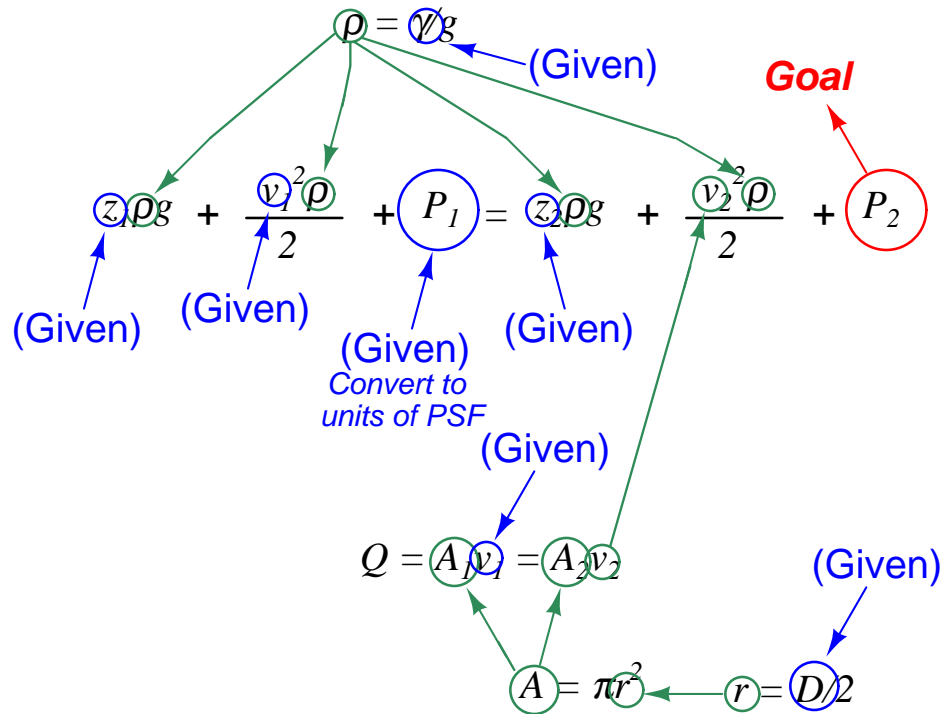 ρ = γ/g
(Given)
Goal
z₁ρg + v₁²ρ/2 + P₁ = z₂ρg + v₂²ρ/2 + P₂
(Given) (Given) (Given) (Given)
Convert to
units of PSF
(Given)
Q = A₁v₁ = A₂v₂
(Given)
A = πr² r = D/2